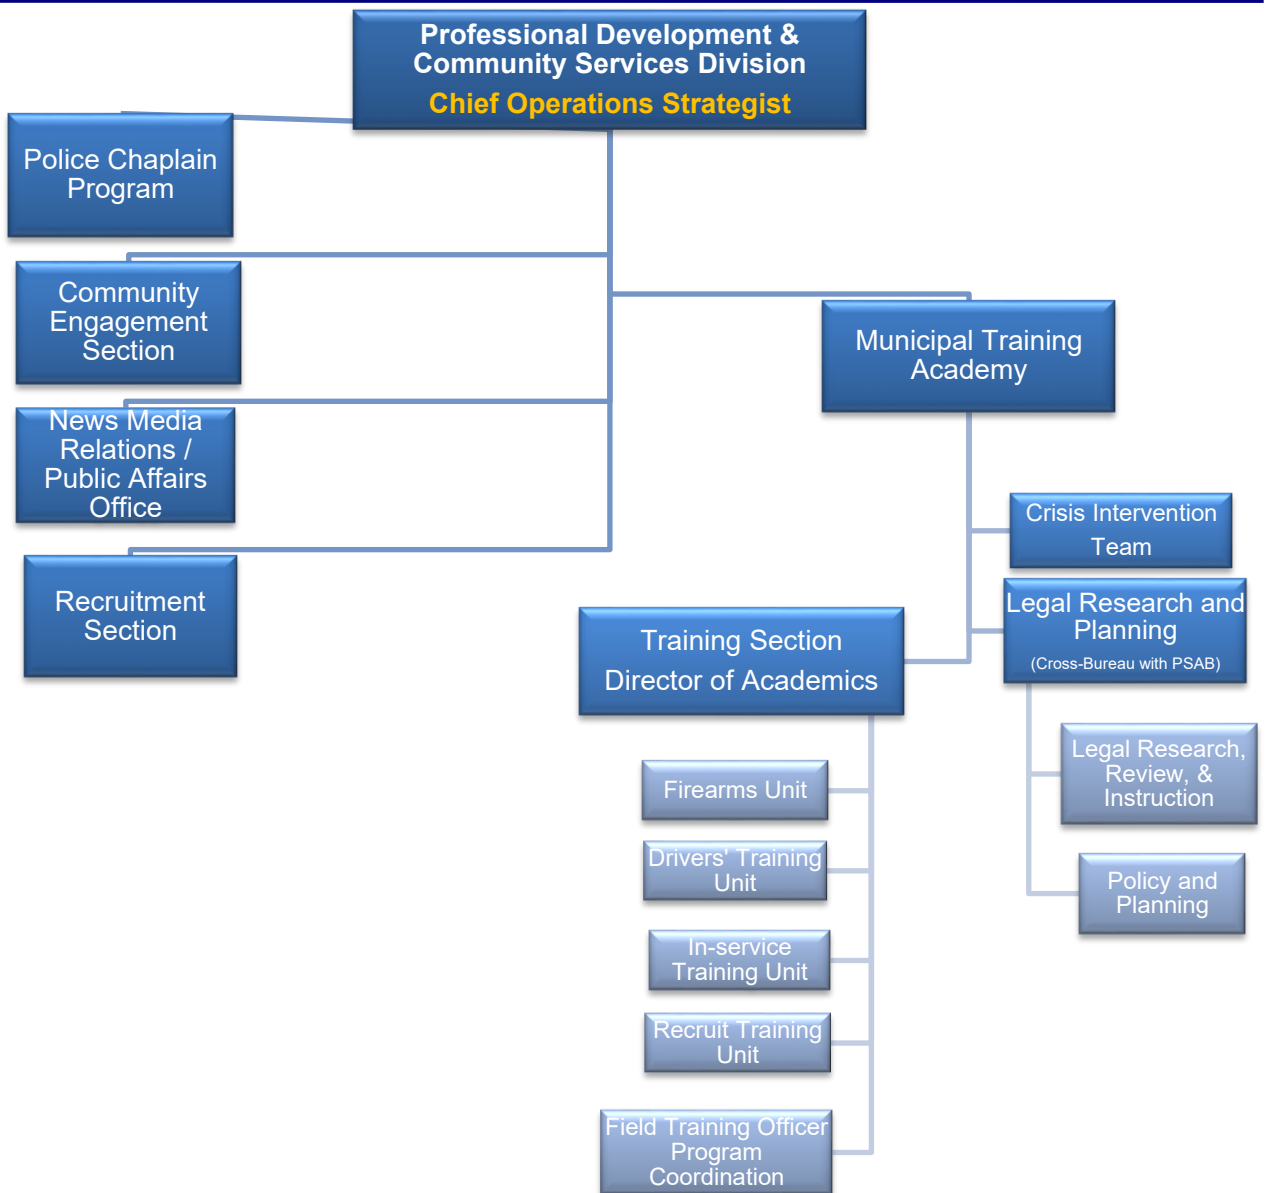 Professional Development &
Community Services Division
Chief Operations Strategist
Police Chaplain
Program
Community
Engagement
Section
News Media
Relations /
Public Affairs
Office
Recruitment
Section
Municipal Training
Academy
Crisis Intervention
Team
Legal Research and
Planning
(Cross-Bureau with PSAB)
Legal Research,
Review, &
Instruction
Policy and
Planning
Training Section
Director of Academics
Firearms Unit
Drivers' Training
Unit
In-service
Training Unit
Recruit Training
Unit
Field Training Officer
Program
Coordination